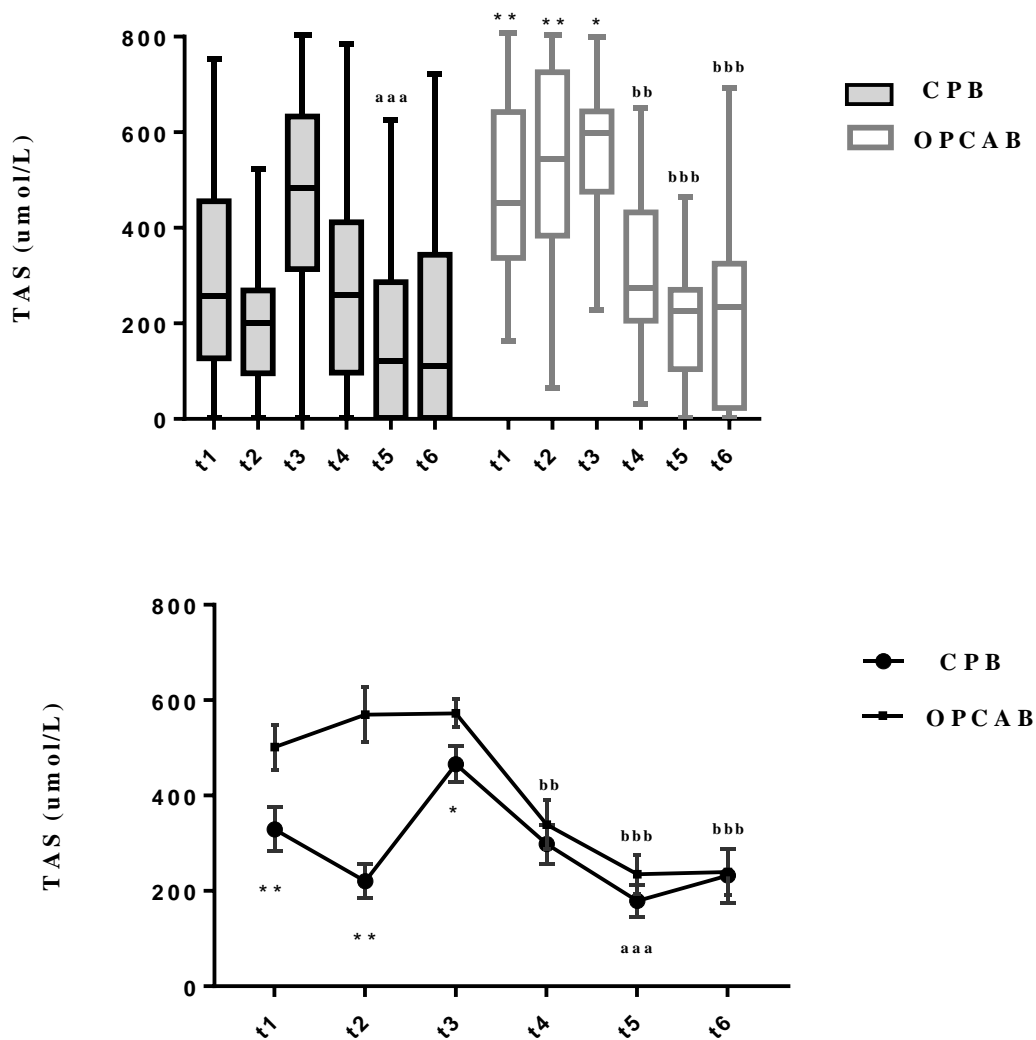 ** ** *
800
aaa bb bbb bbb
CPB
OPCAB
TAS (umol/L)
600
400
200
0
t1 t2 t3 t4 t5 t6 t1 t2 t3 t4 t5 t6
800
CPB
OPCAB
TAS (umol/L)
600
400
200
0
bb bbb bbb
*
** ** aaa
t1 t2 t3 t4 t5 t6